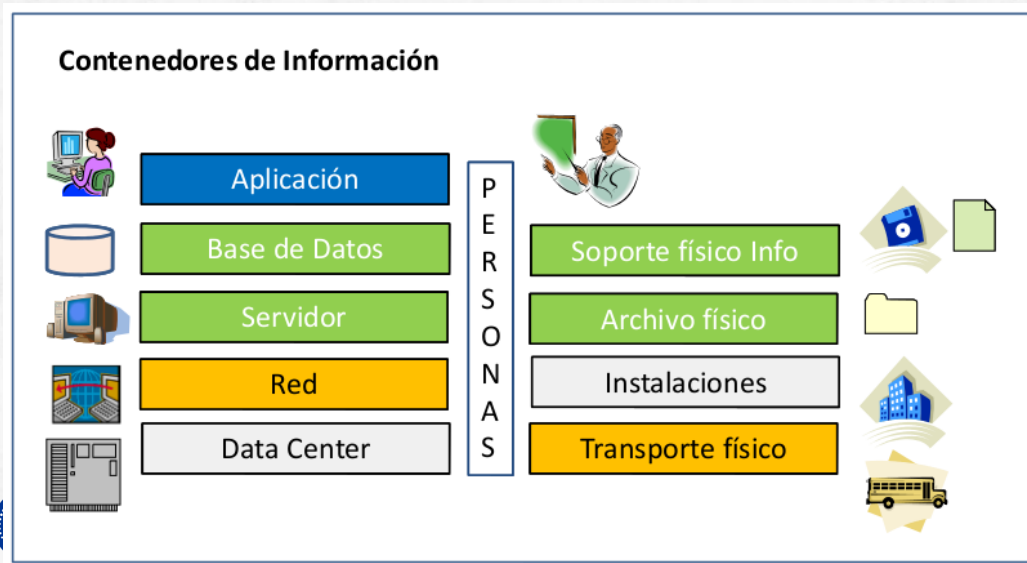 Contenedores de Información
Aplicación
Base de Datos
Servidor
Red
Data Center
PERSONAS
Soporte físico Info
Archivo físico
Instalaciones
Transporte físico